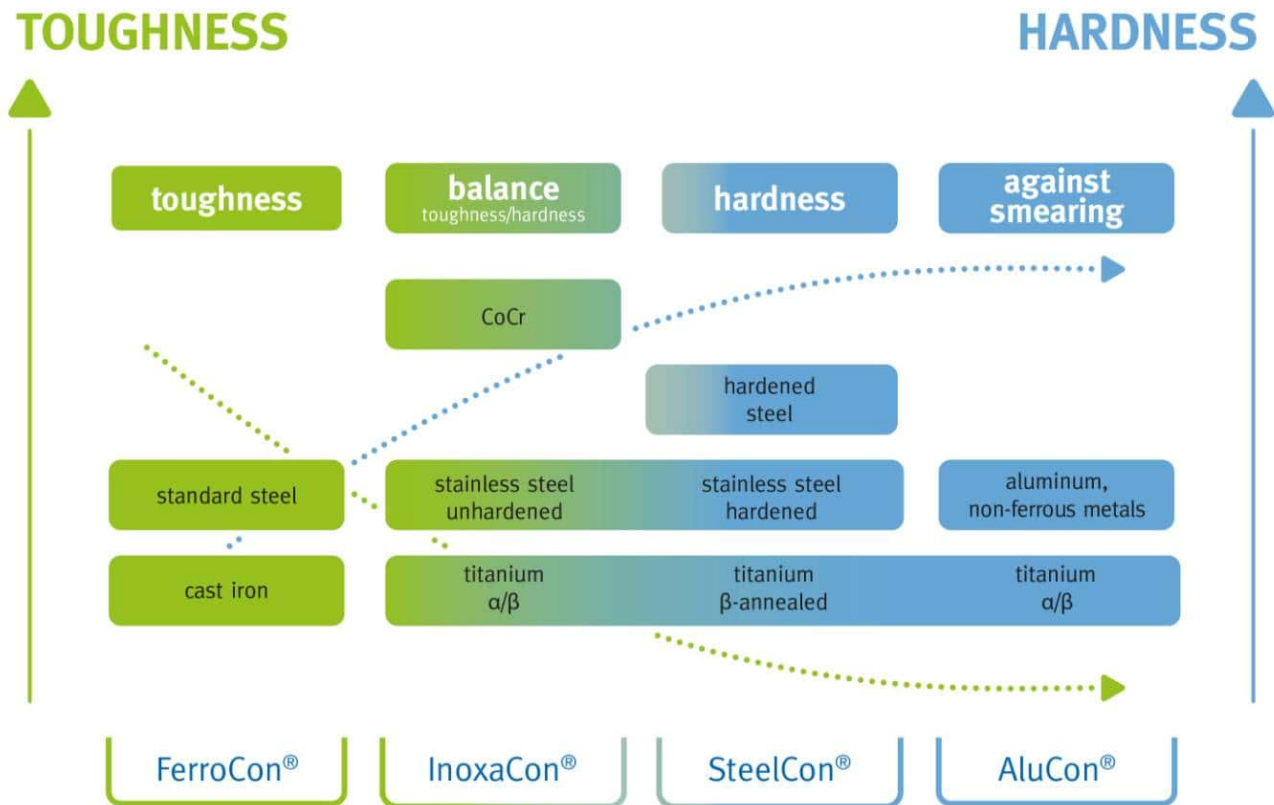 TOUGHNESS
HARDNESS
toughness
balance
toughness/hardness
hardness
against
smearing
CoCr
hardened
steel
standard steel
stainless steel
unhardened
stainless steel
hardened
aluminum,
non-ferrous metals
cast iron
titanium
α/β
titanium
β-annealed
titanium
α/β
FerroCon®
InoxaCon®
SteelCon®
AluCon®